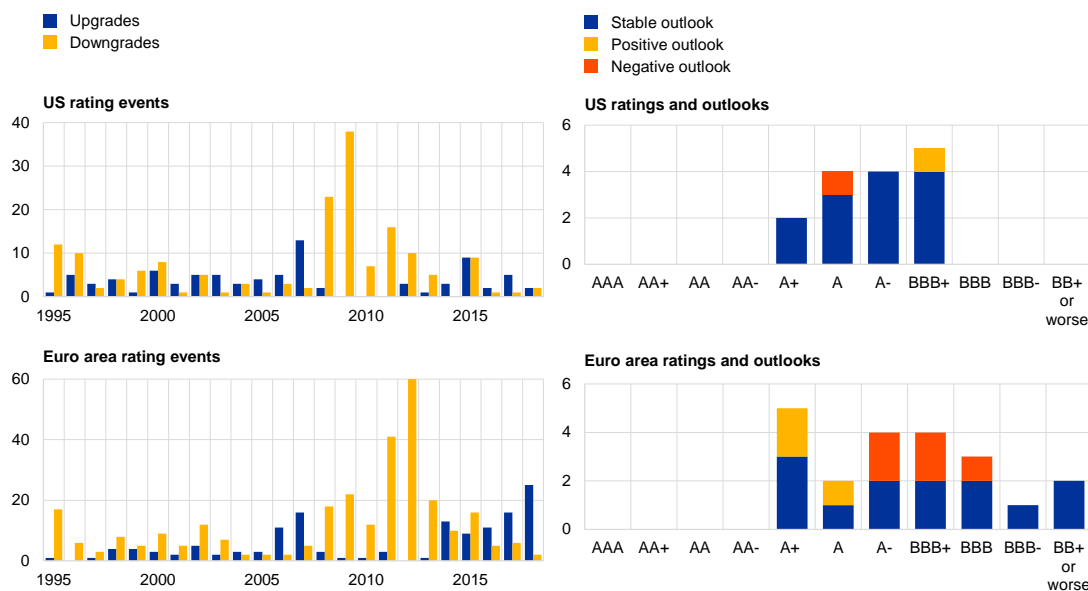 Upgrades
Downgrades
US rating events
40
30
20
10
0
1995 2000 2005 2010 2015
Euro area rating events
60
40
20
0
1995 2000 2005 2010 2015
Stable outlook
Positive outlook
Negative outlook
US ratings and outlooks
6
4
2
0
AAA AA+ AA AA- A+ A A- BBB+ BBB BBB- BB+
or
worse
Euro area ratings and outlooks
6
4
2
0
AAA AA+ AA AA- A+ A A- BBB+ BBB BBB- BB+
or
worse